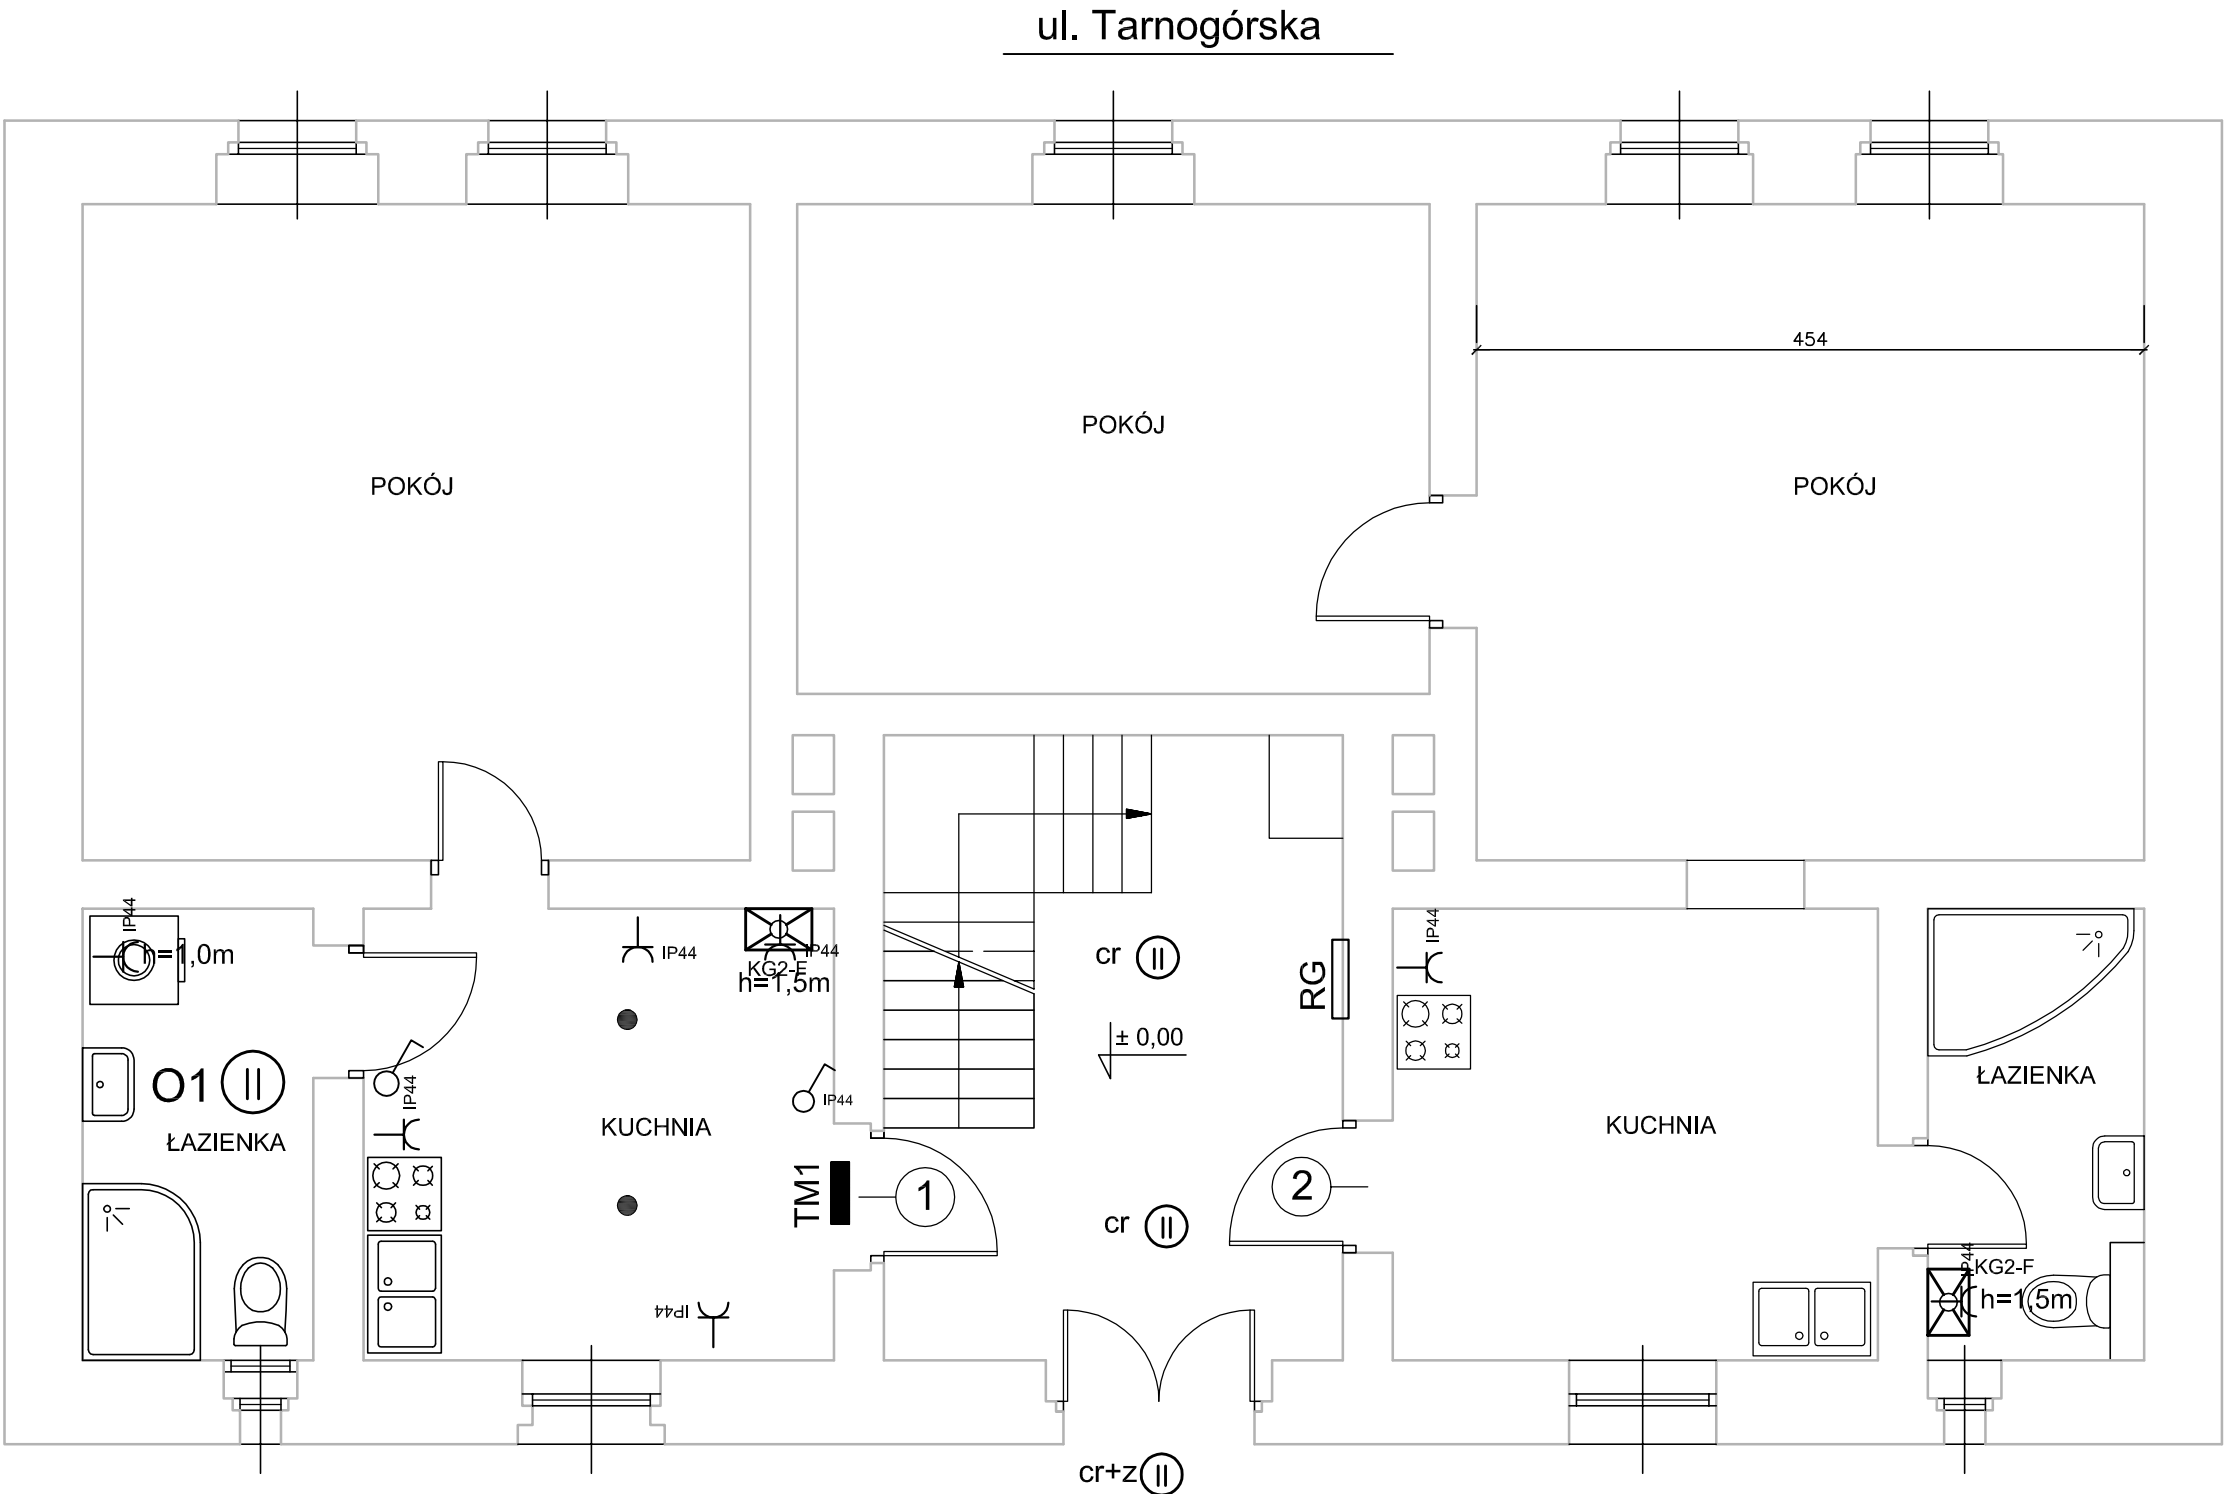 ul. Tarnogórska
454
POKÓJ
POKÓJ
POKÓJ
IP44
h=1,0m
IP44
IP44
KG2-F
h=1,5m
cr
RG
IP44
± 0,00
O1
ŁAZIENKA
IP44
IP44
KUCHNIA
TM1
1
2
cr
KUCHNIA
ŁAZIENKA
IP44
IP44
KG2-F
h=1,5m
cr+z